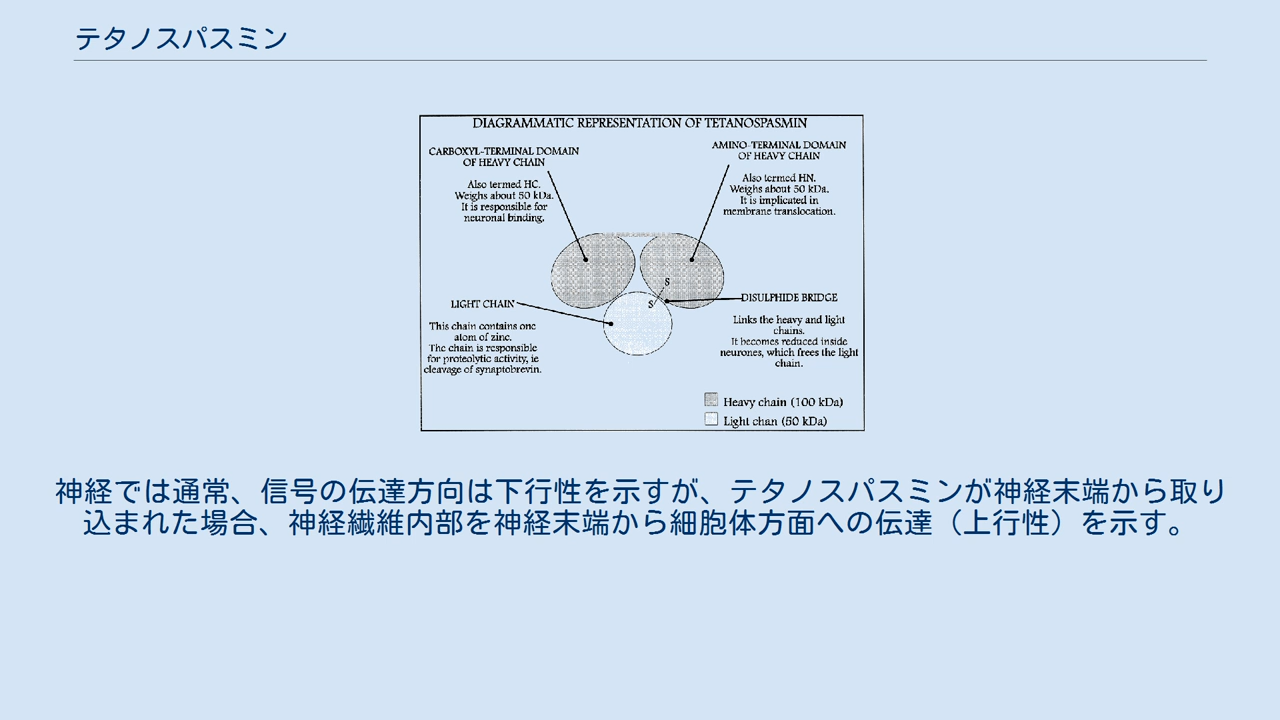 テタノスパスミン
DIAGRAMMATIC REPRESENTATION OF TETANOSPASMIN
CARBOXYL-TERMINAL DOMAIN
OF HEAVY CHAIN
Also termed HC.
Weighs about 50 kDa.
It is responsible for
neuronal binding.
AMINO-TERMINAL DOMAIN
OF HEAVY CHAIN
Also termed HN.
Weighs about 50 kDa.
It is implicated in
membrane translocation.
S
S
LIGHT CHAIN
This chain contains one
atom of zinc.
The chain is responsible
for proteolytic activity, ie
cleavage of synaptobrevin.
DISULPHIDE BRIDGE
Links the heavy and light
chains.
It becomes reduced inside
neurones, which frees the light
chain.
Heavy chain (100 kDa)
Light chan (50 kDa)
神経では通常、信号の伝達方向は下行性を示すが、テタノスパスミンが神経末端から取り
込まれた場合、神経繊維内部を神経末端から細胞体方面への伝達（上行性）を示す。